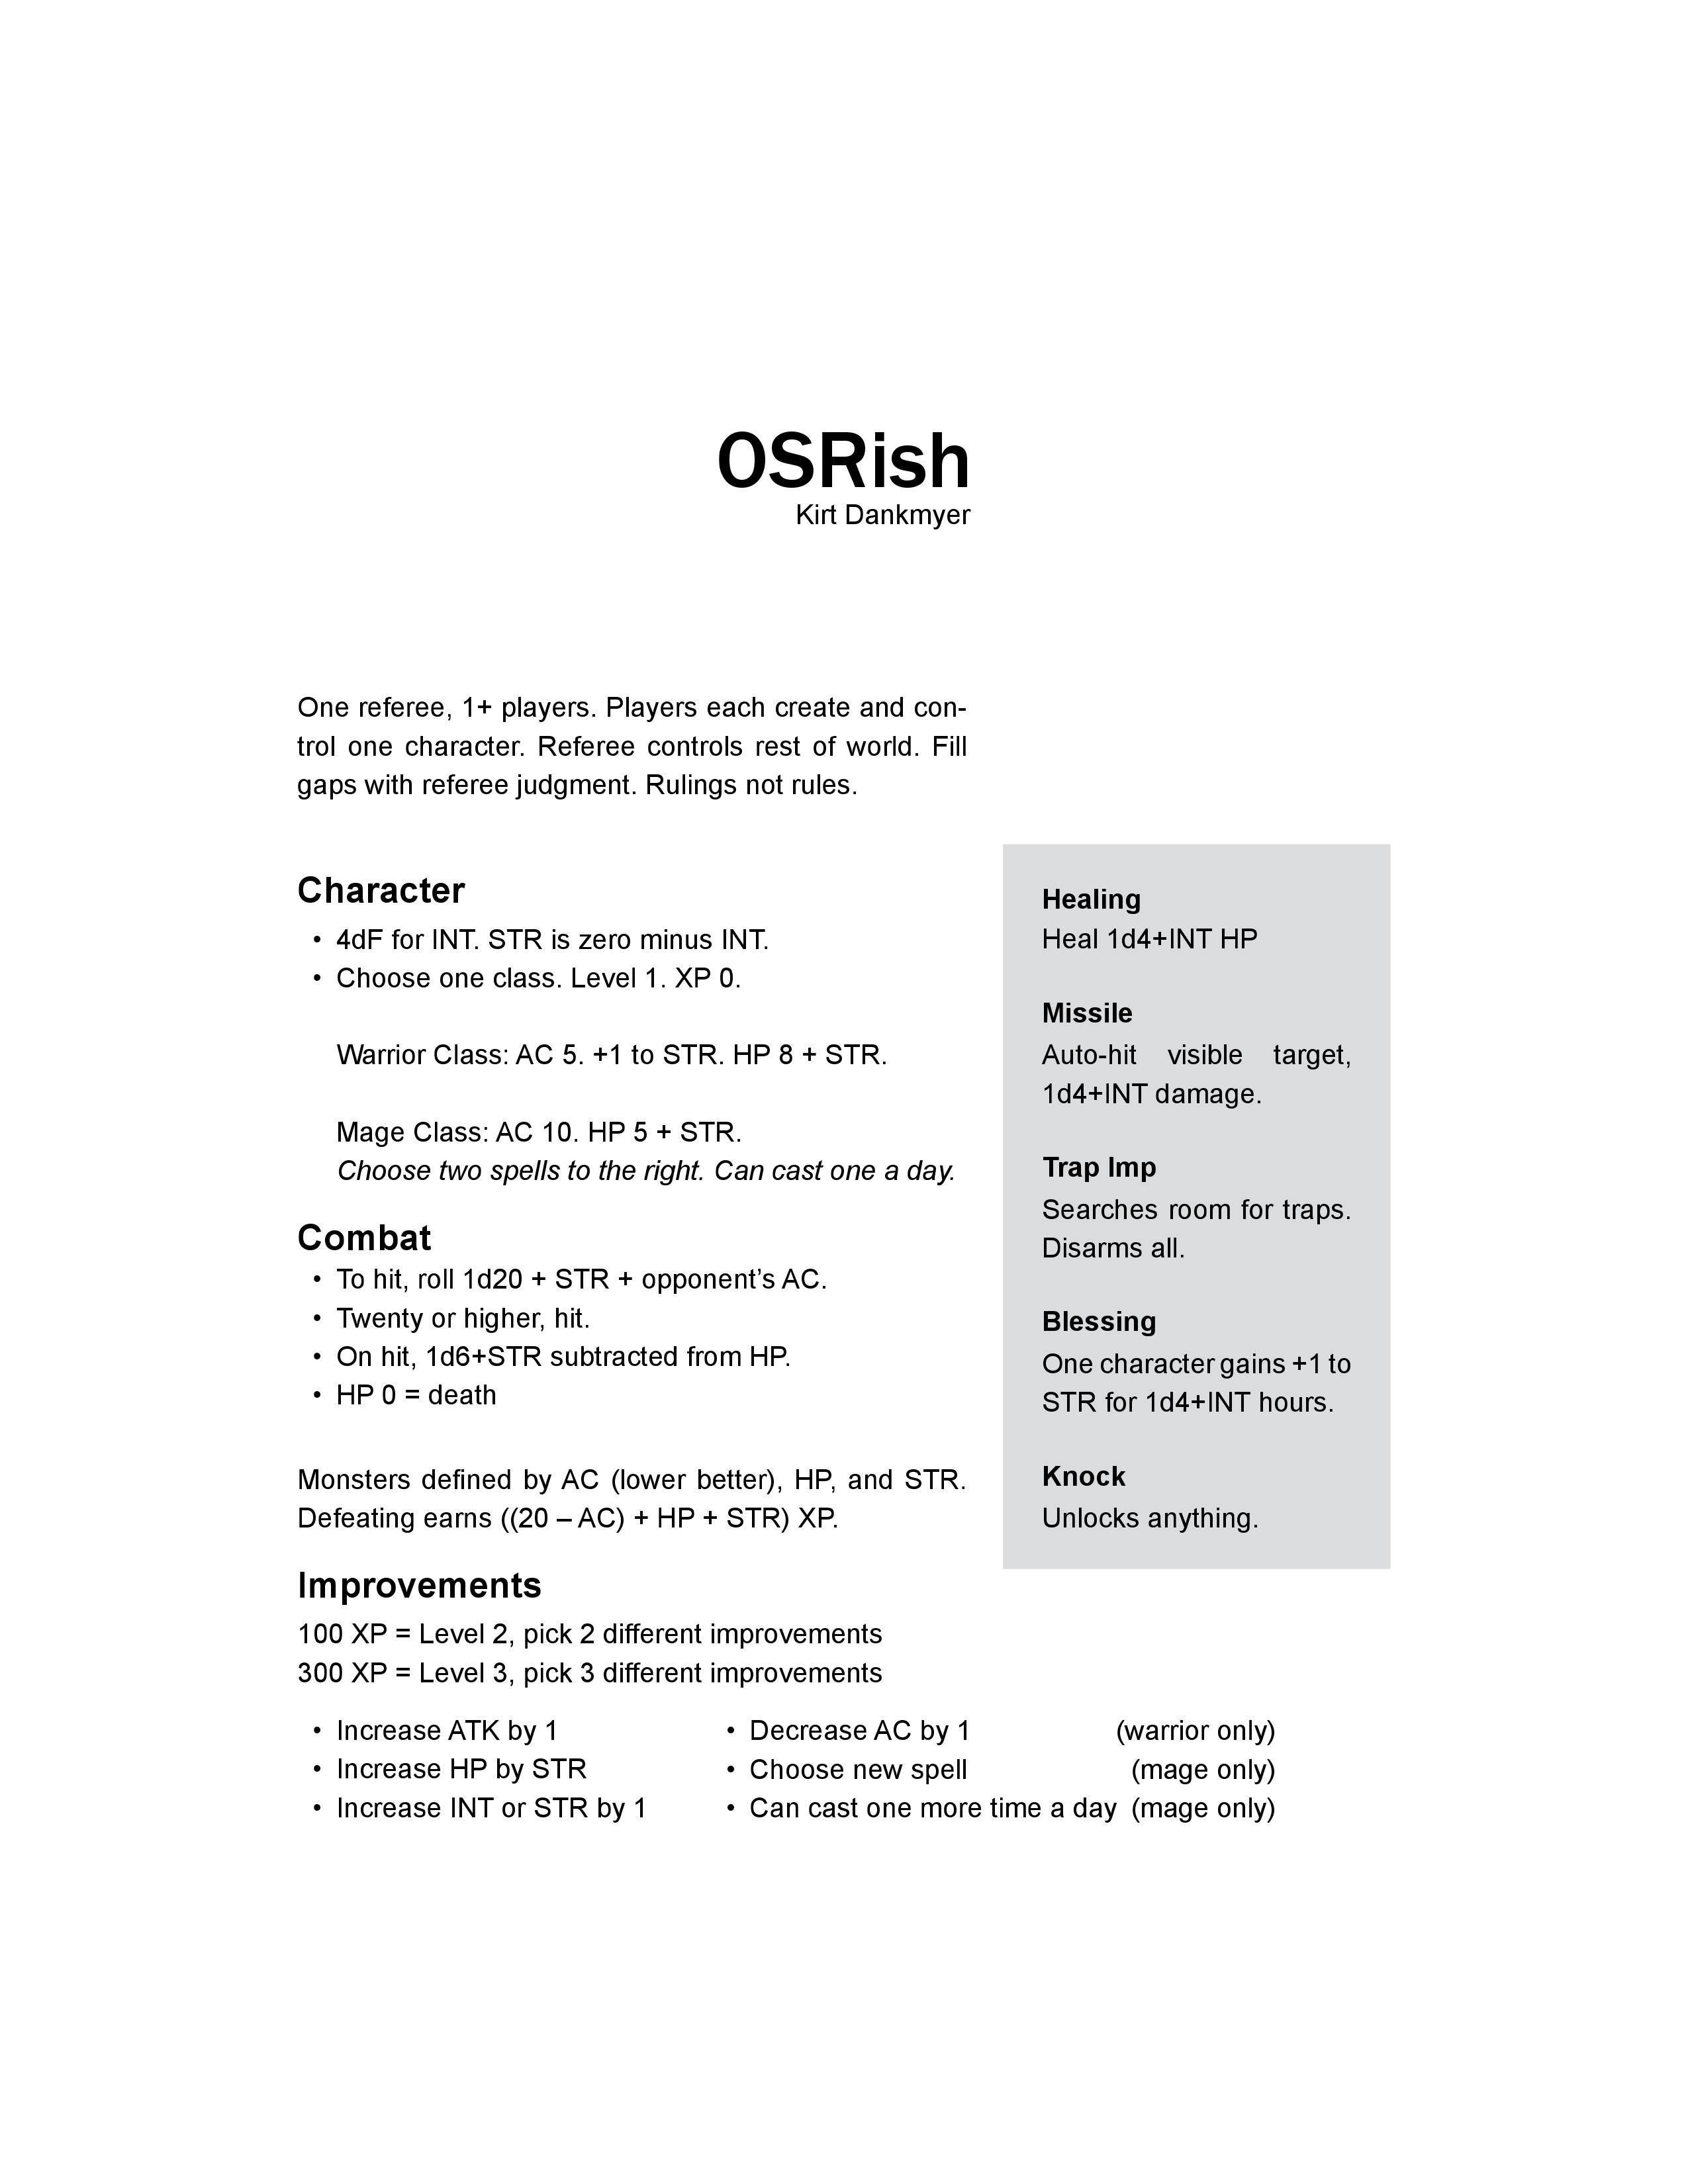 OSRish
Kirt Dankmyer
One referee, 1+ players. Players each create and con-
trol one character. Referee controls rest of world. Fill
gaps with referee judgment. Rulings not rules.
Character
• 4dF for INT. STR is zero minus INT.
• Choose one class. Level 1. XP 0.
Warrior Class: AC 5. +1 to STR. HP 8 + STR.
Mage Class: AC 10. HP 5 + STR.
Choose two spells to the right. Can cast one a day.
Combat
• To hit, roll 1d20 + STR + opponent’s AC.
• Twenty or higher, hit.
• On hit, 1d6+STR subtracted from HP.
• HP 0 = death
Monsters defined by AC (lower better), HP, and STR.
Defeating earns ((20 – AC) + HP + STR) XP.
Healing
Heal 1d4+INT HP
Missile
Auto-hit visible target,
1d4+INT damage.
Trap Imp
Searches room for traps.
Disarms all.
Blessing
One character gains +1 to
STR for 1d4+INT hours.
Knock
Unlocks anything.
Improvements
100 XP = Level 2, pick 2 different improvements
300 XP = Level 3, pick 3 different improvements
• Increase ATK by 1
• Increase HP by STR
• Increase INT or STR by 1
• Decrease AC by 1 (warrior only)
• Choose new spell (mage only)
• Can cast one more time a day (mage only)